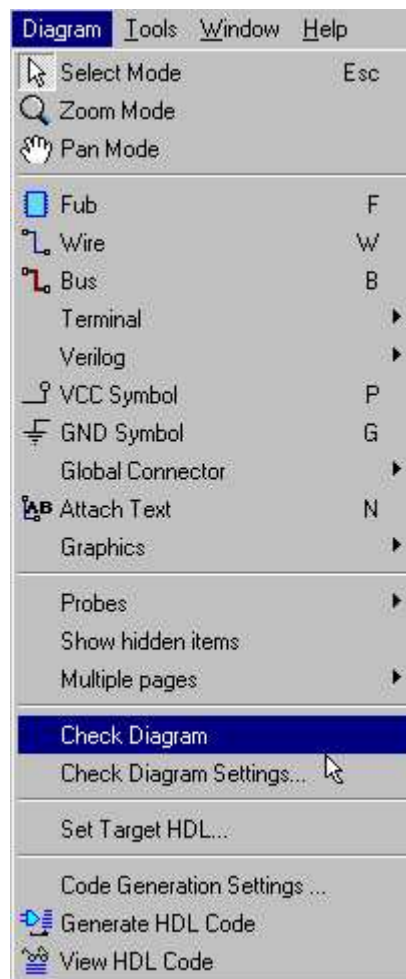 Diagram Tools Window Help
Select Mode Esc
Zoom Mode
Pan Mode
Fub F
Wire W
Bus B
Terminal
Verilog
VCC Symbol P
GND Symbol G
Global Connector
AB Attach Text N
Graphics
Probes
Show hidden items
Multiple pages
Check Diagram
Check Diagram Settings...
Set Target HDL...
Code Generation Settings ...
Generate HDL Code
View HDL Code